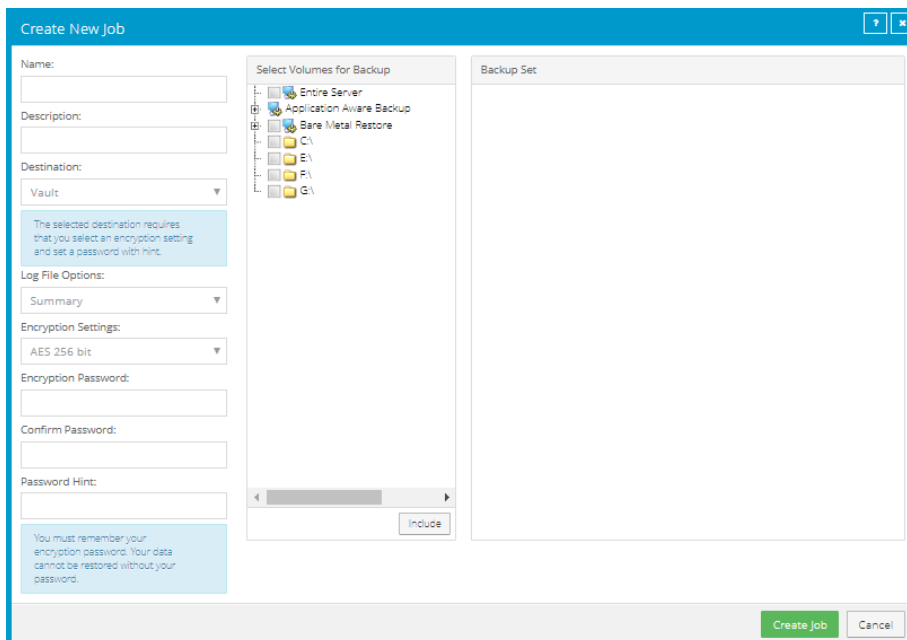 Create New Job
?
×
Name:
Description:
Destination:
Vault
The selected destination requires
that you select an encryption setting
and set a password with hint.
Log File Options:
Summary
Encryption Settings:
AES 256 bit
Encryption Password:
Confirm Password:
Password Hint:
You must remember your
encryption password. Your data
cannot be restored without your
password.
Select Volumes for Backup
Entire Server
Application Aware Backup
Bare Metal Restore
C:\
E:\
F:\
G:\
Include
Backup Set
Create Job
Cancel